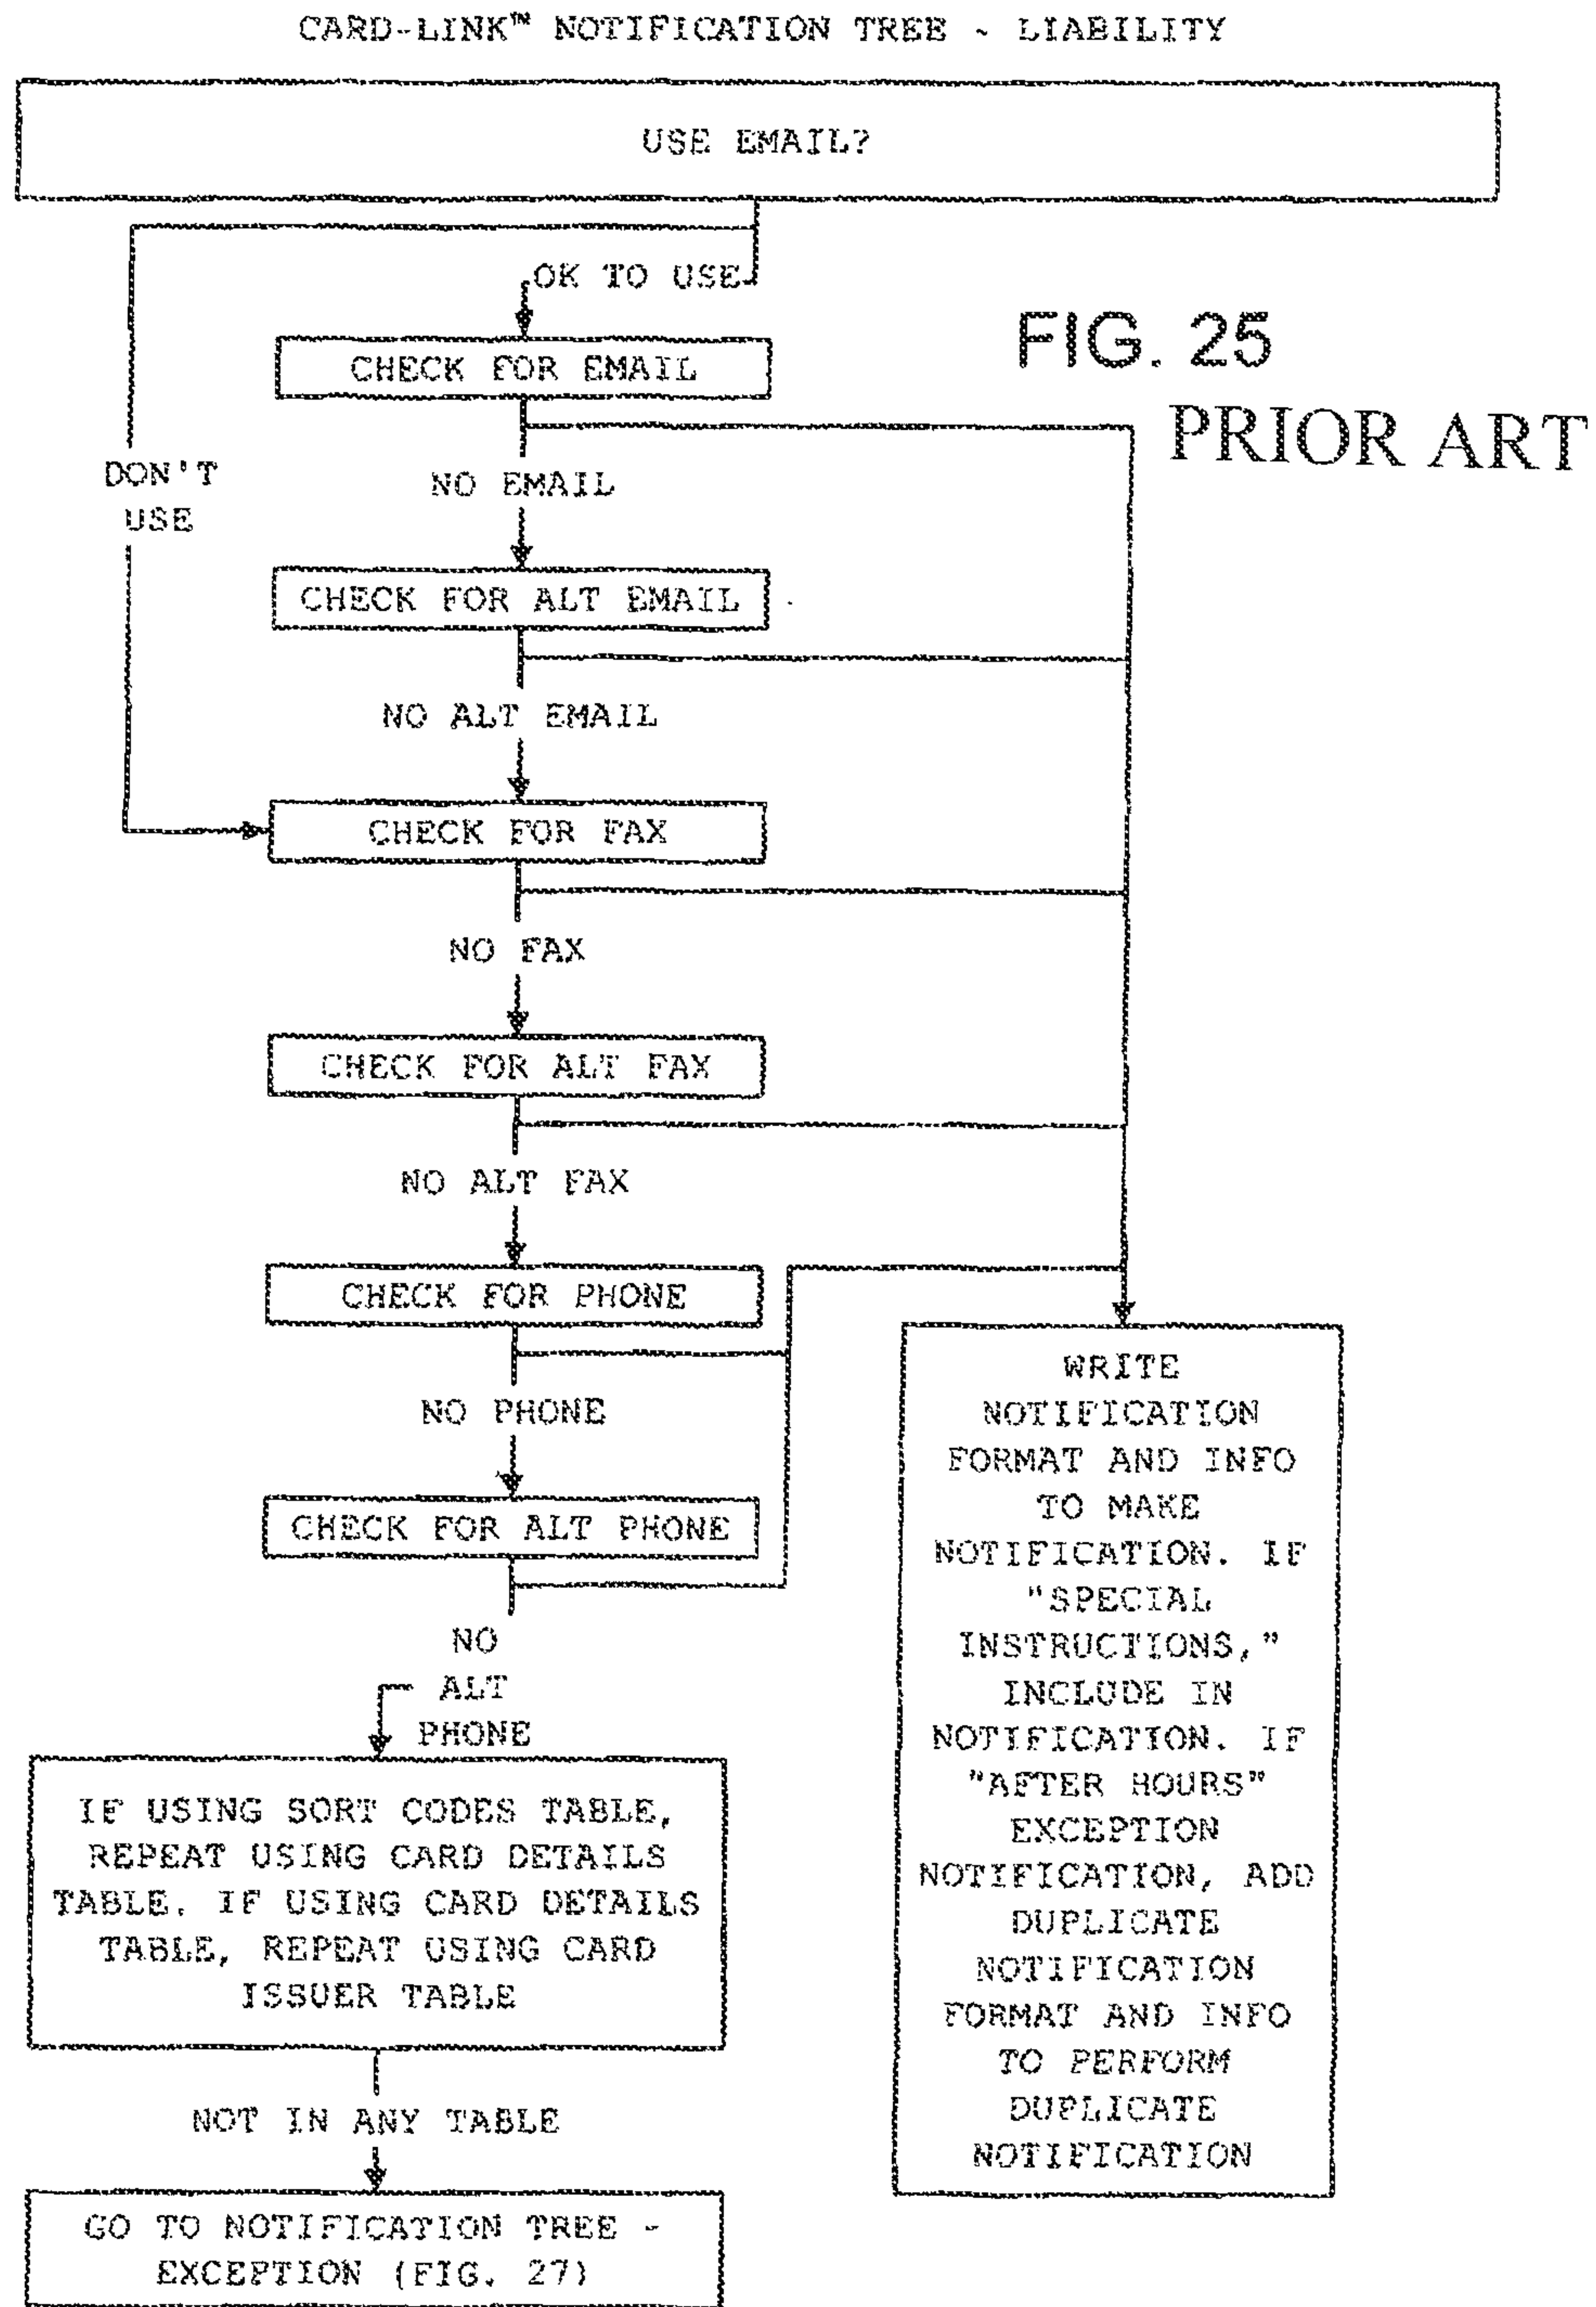 CARD-LINK™ NOTIFICATION TREE - LIABILITY
USE EMAIL?
OK TO USE
FIG. 25
CHECK FOR EMAIL
PRIOR ART
DON'T
USE
NO EMAIL
CHECK FOR ALT EMAIL
NO ALT EMAIL
CHECK FOR FAX
NO FAX
CHECK FOR ALT FAX
NO ALT FAX
CHECK FOR PHONE
NO PHONE
CHECK FOR ALT PHONE
NO
ALT
PHONE
IF USING SORT CODES TABLE,
REPEAT USING CARD DETAILS
TABLE. IF USING CARD DETAILS
TABLE, REPEAT USING CARD
ISSUER TABLE
NOT IN ANY TABLE
GO TO NOTIFICATION TREE -
EXCEPTION (FIG. 27)
WRITE
NOTIFICATION
FORMAT AND INFO
TO MAKE
NOTIFICATION. IF
"SPECIAL
INSTRUCTIONS,"
INCLUDE IN
NOTIFICATION. IF
"AFTER HOURS"
EXCEPTION
NOTIFICATION, ADD
DUPLICATE
NOTIFICATION
FORMAT AND INFO
TO PERFORM
DUPLICATE
NOTIFICATION